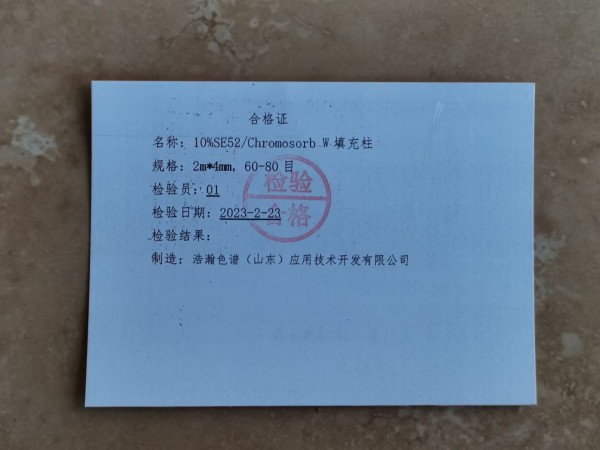 合格证
名称：10%SE52/Chromosorb W 填充柱
规格：2m*4mm，60-80 目
检验员：01
检验日期：2023-2-23
检验结果：
制造：浩瀚色谱（山东）应用技术开发有限公司
检验
合格